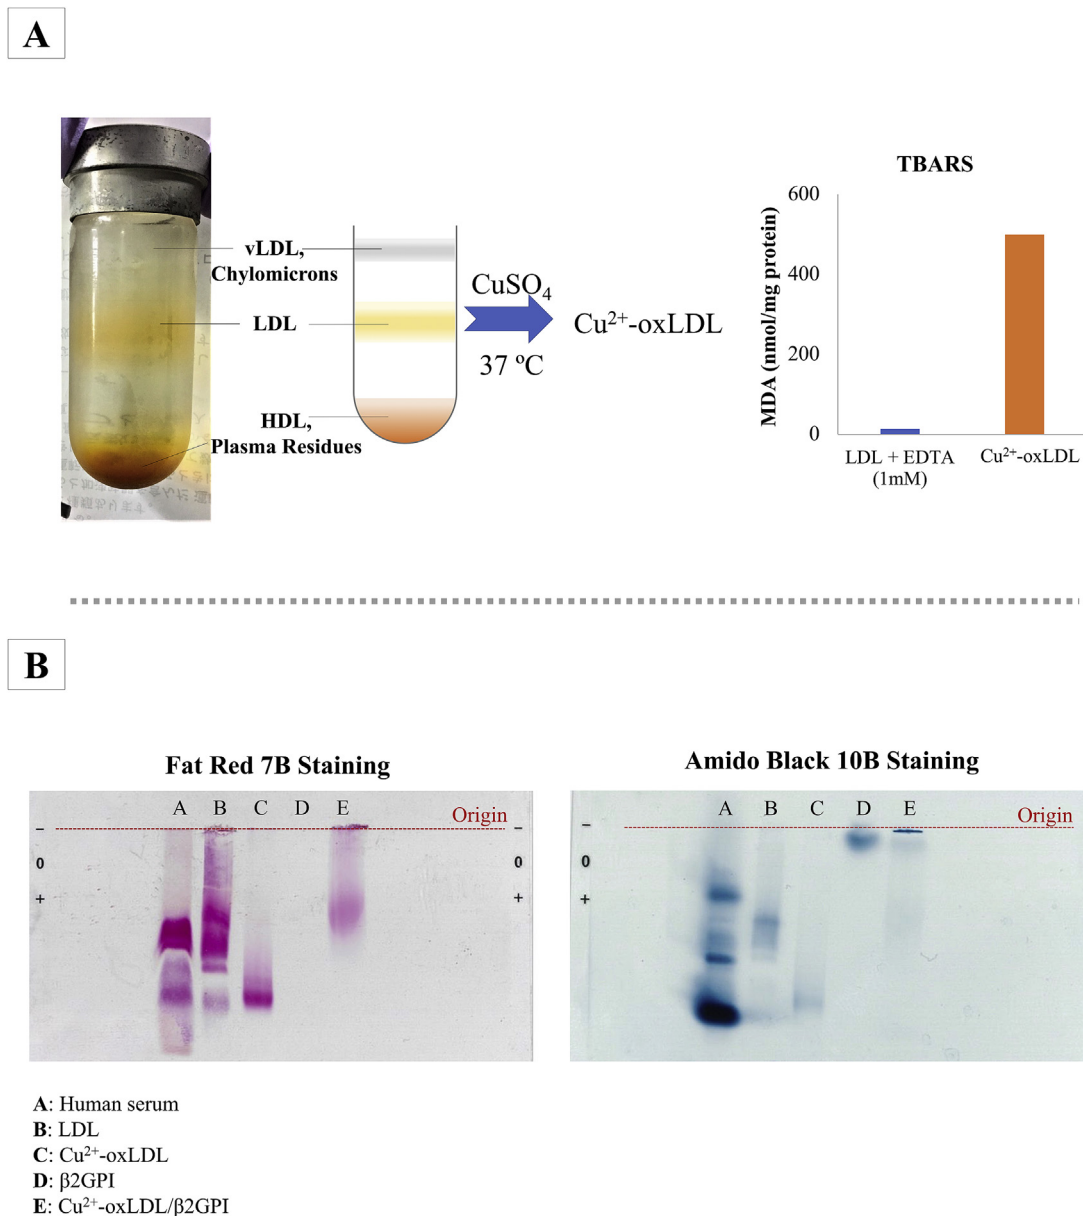 A
vLDL,
Chylomicrons
LDL
HDL,
Plasma Residues
CuSO₄
37 ºC
Cu²⁺-oxLDL
TBARS
MDA (nmol/mg protein)
600
400
200
0
LDL + EDTA
(1mM)
Cu²⁺-oxLDL
B
Fat Red 7B Staining
A B C D E
Origin
− −
0 0
+ +
Amido Black 10B Staining
A B C D E
Origin
−
0
+
A: Human serum
B: LDL
C: Cu²⁺-oxLDL
D: β2GPI
E: Cu²⁺-oxLDL/β2GPI